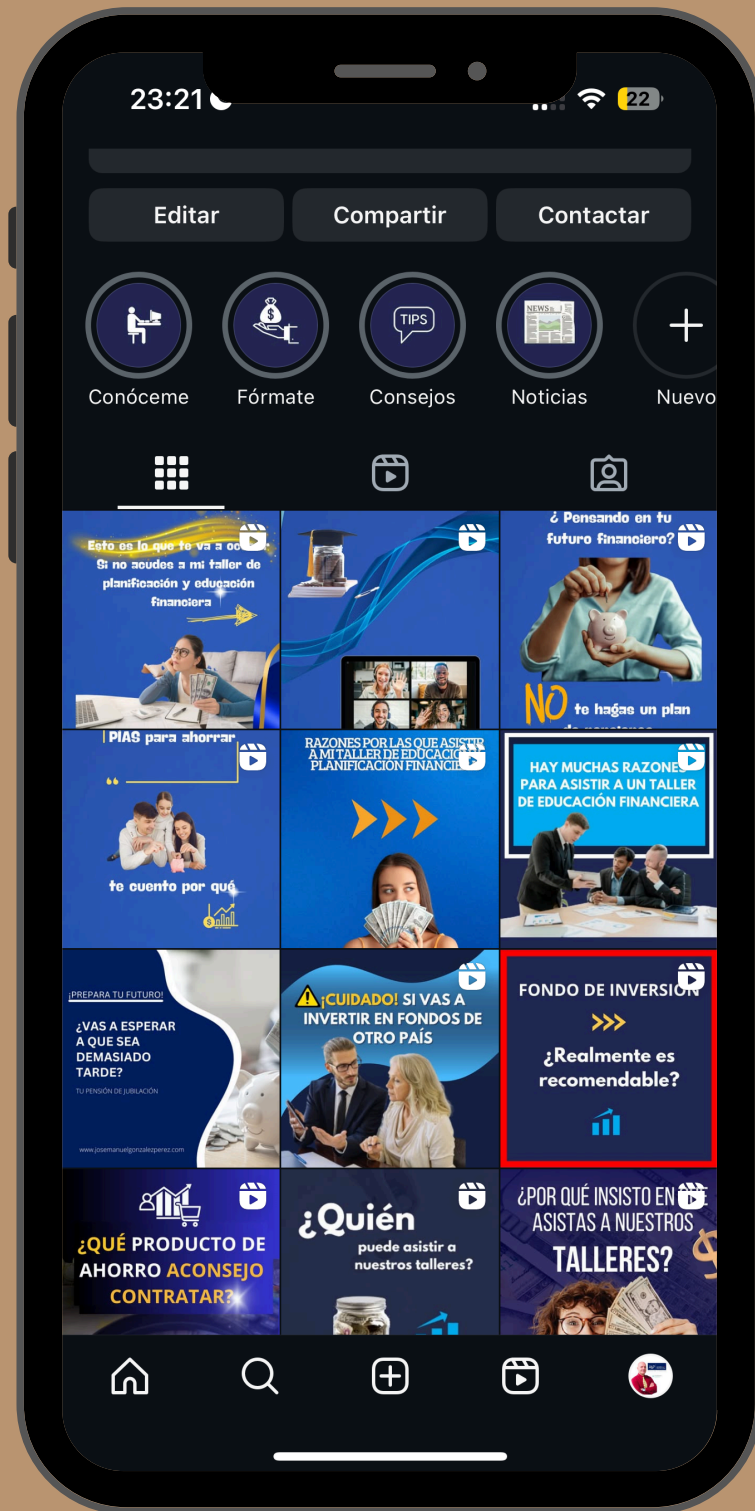 23:21
22
Editar
Compartir
Contactar
$
TIPS
NEWS
Conóceme
Fórmate
Consejos
Noticias
Nuevo
Esto es lo que te va a
Si no acudes a mi taller de
planificación y educación
financiera
¿ Pensando en tu
futuro financiero?
NO te hagas un plan
PIAS para ahorrar
te cuento por qué
RAZONES POR LAS QUE ASISTIR
A MI TALLER DE
PLANIFICACIÓN
HAY MUCHAS RAZONES
PARA ASISTIR A UN TALLER
DE EDUCACIÓN FINANCIERA
¡PREPARA TU FUTURO!
¿VAS A ESPERAR
A QUE SEA
DEMASIADO
TARDE?
TU PENSIÓN DE JUBILACIÓN
www.josemanuelgonzalezperez.com
¡CUIDADO! SI VAS A
INVERTIR EN FONDOS DE
OTRO PAÍS
FONDO DE INVERSIÓN
¿Realmente es
recomendable?
¿QUÉ PRODUCTO DE
AHORRO ACONSEJO
CONTRATAR?
¿Quién
puede asistir a
nuestros talleres?
¿POR QUÉ INSISTO EN
ASISTAS A NUESTROS
TALLERES?